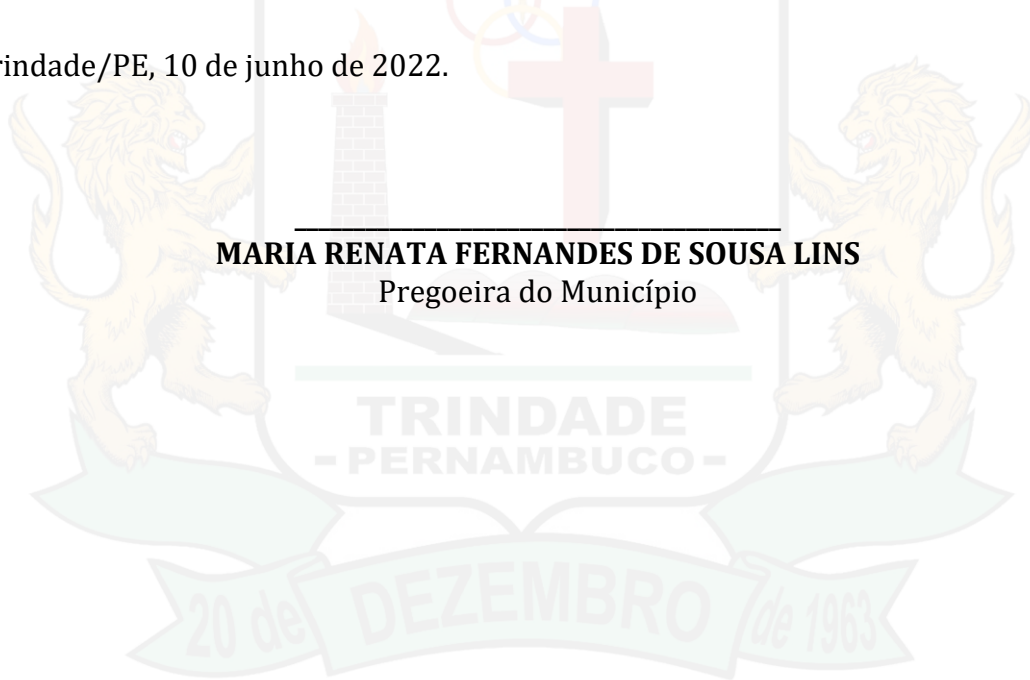 rindade/PE, 10 de junho de 2022.
MARIA RENATA FERNANDES DE SOUSA LINS
Pregoeira do Município
TRINDADE
- PERNAMBUCO -
20 de DEZEMBRO de 1963